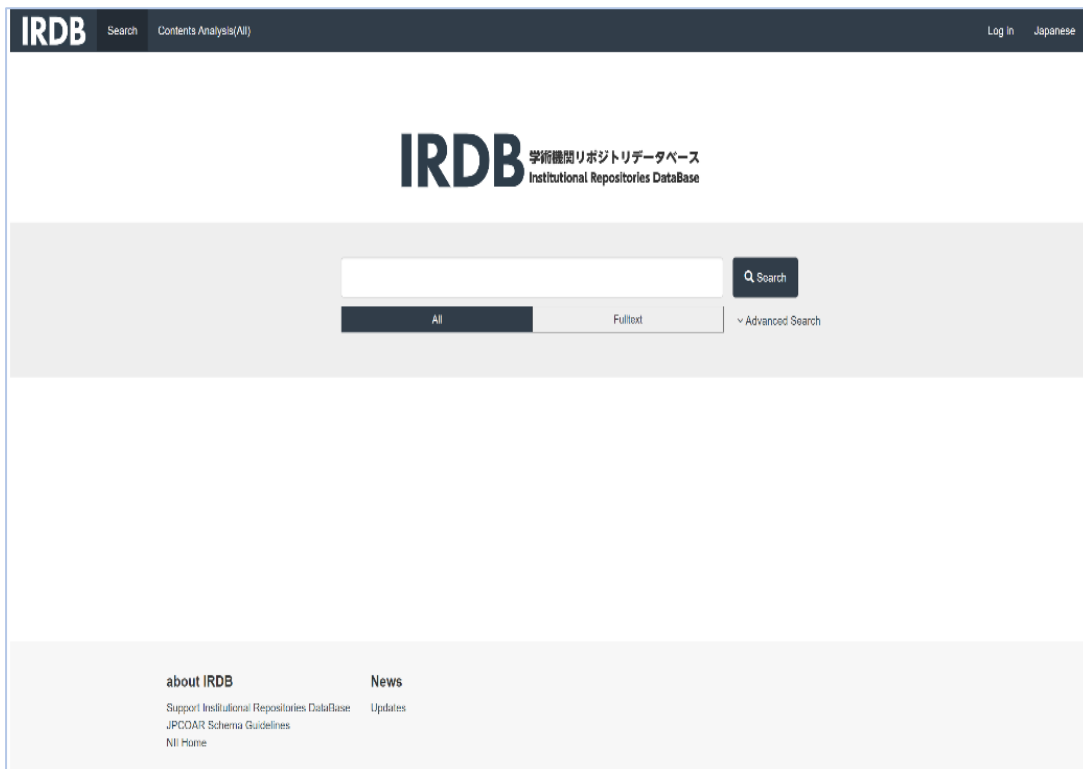 IRDB Search Contents Analysis(All) Log in Japanese
IRDB 学術機関リポジトリデータベース
Institutional Repositories DataBase
Search
All Fulltext Advanced Search
about IRDB News
Support Institutional Repositories DataBase Updates
JPCOAR Schema Guidelines
NII Home